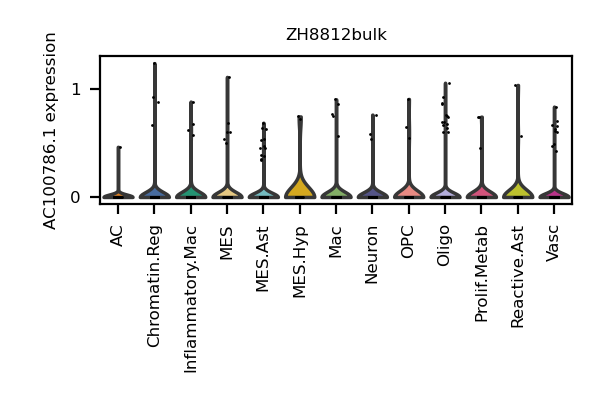 ZH8812bulk
AC100786.1 expression
1
0
AC
Chromatin.Reg
Inflammatory.Mac
MES
MES.Ast
MES.Hyp
Mac
Neuron
OPC
Oligo
Prolif.Metab
Reactive.Ast
Vasc